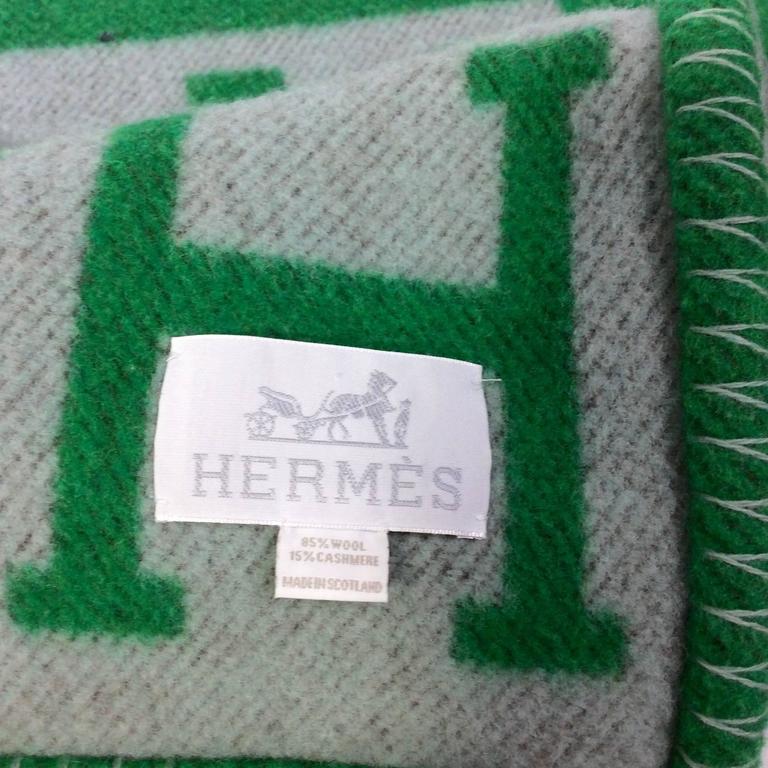 H
HERMÈS
85% WOOL
15% CASHMERE
MADE IN SCOTLAND